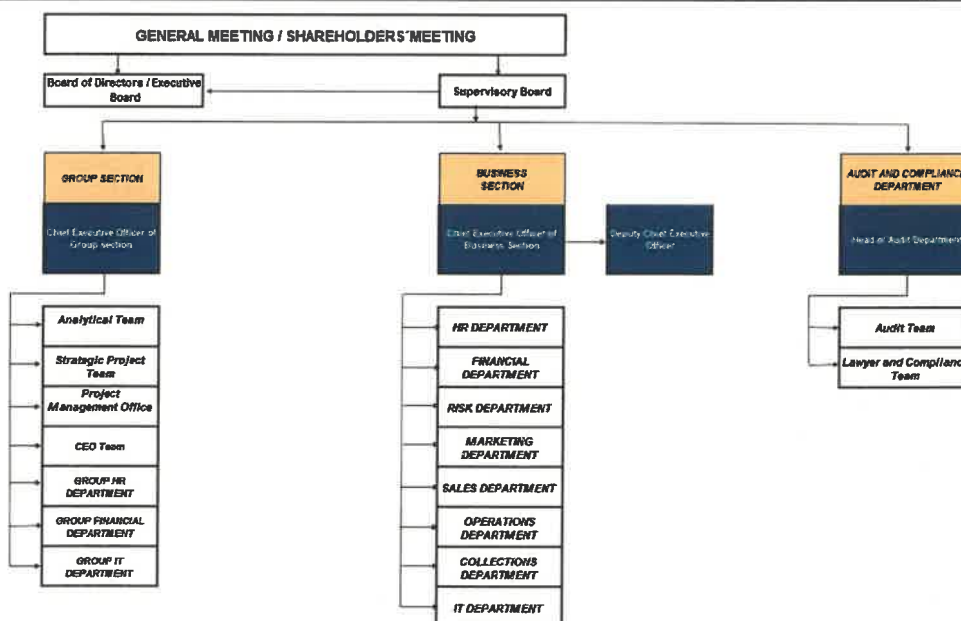 GENERAL MEETING / SHAREHOLDERS´MEETING
Board of Directors / Executive
Board
Supervisory Board
GROUP SECTION
Chief Executive Officer of
Group section
BUSINESS
SECTION
Chief Executive Officer of
Business Section
Deputy Chief Executive
Officer
AUDIT AND COMPLIANCE
DEPARTMENT
Head of Audit Department
Analytical Team
Strategic Project
Team
Project
Management Office
CEO Team
GROUP HR
DEPARTMENT
GROUP FINANCIAL
DEPARTMENT
GROUP IT
DEPARTMENT
HR DEPARTMENT
FINANCIAL
DEPARTMENT
RISK DEPARTMENT
MARKETING
DEPARTMENT
SALES DEPARTMENT
OPERATIONS
DEPARTMENT
COLLECTIONS
DEPARTMENT
IT DEPARTMENT
Audit Team
Lawyer and Compliance
Team